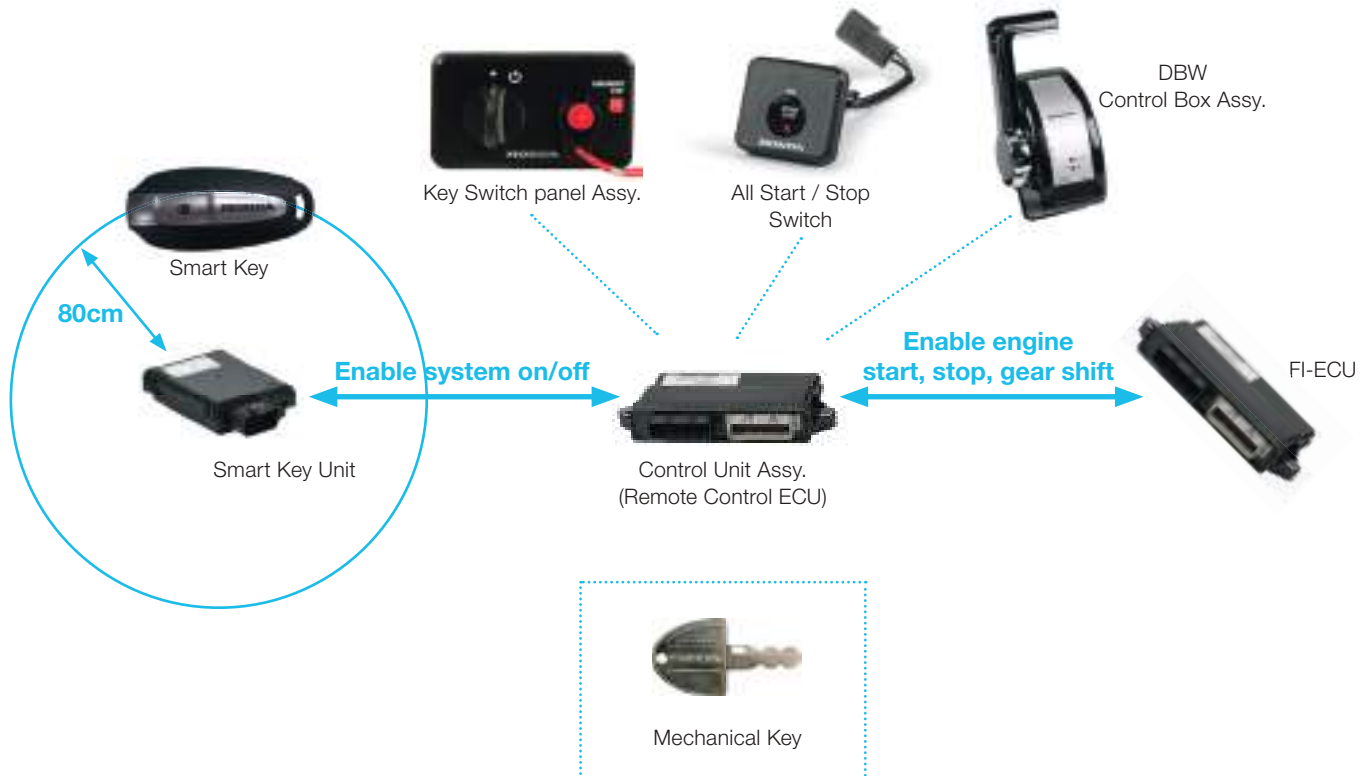 DBW
Control Box Assy.
Key Switch panel Assy.
All Start / Stop
Switch
Smart Key
80cm
Enable system on/off
Enable engine
start, stop, gear shift
FI-ECU
Smart Key Unit
Control Unit Assy.
(Remote Control ECU)
Mechanical Key